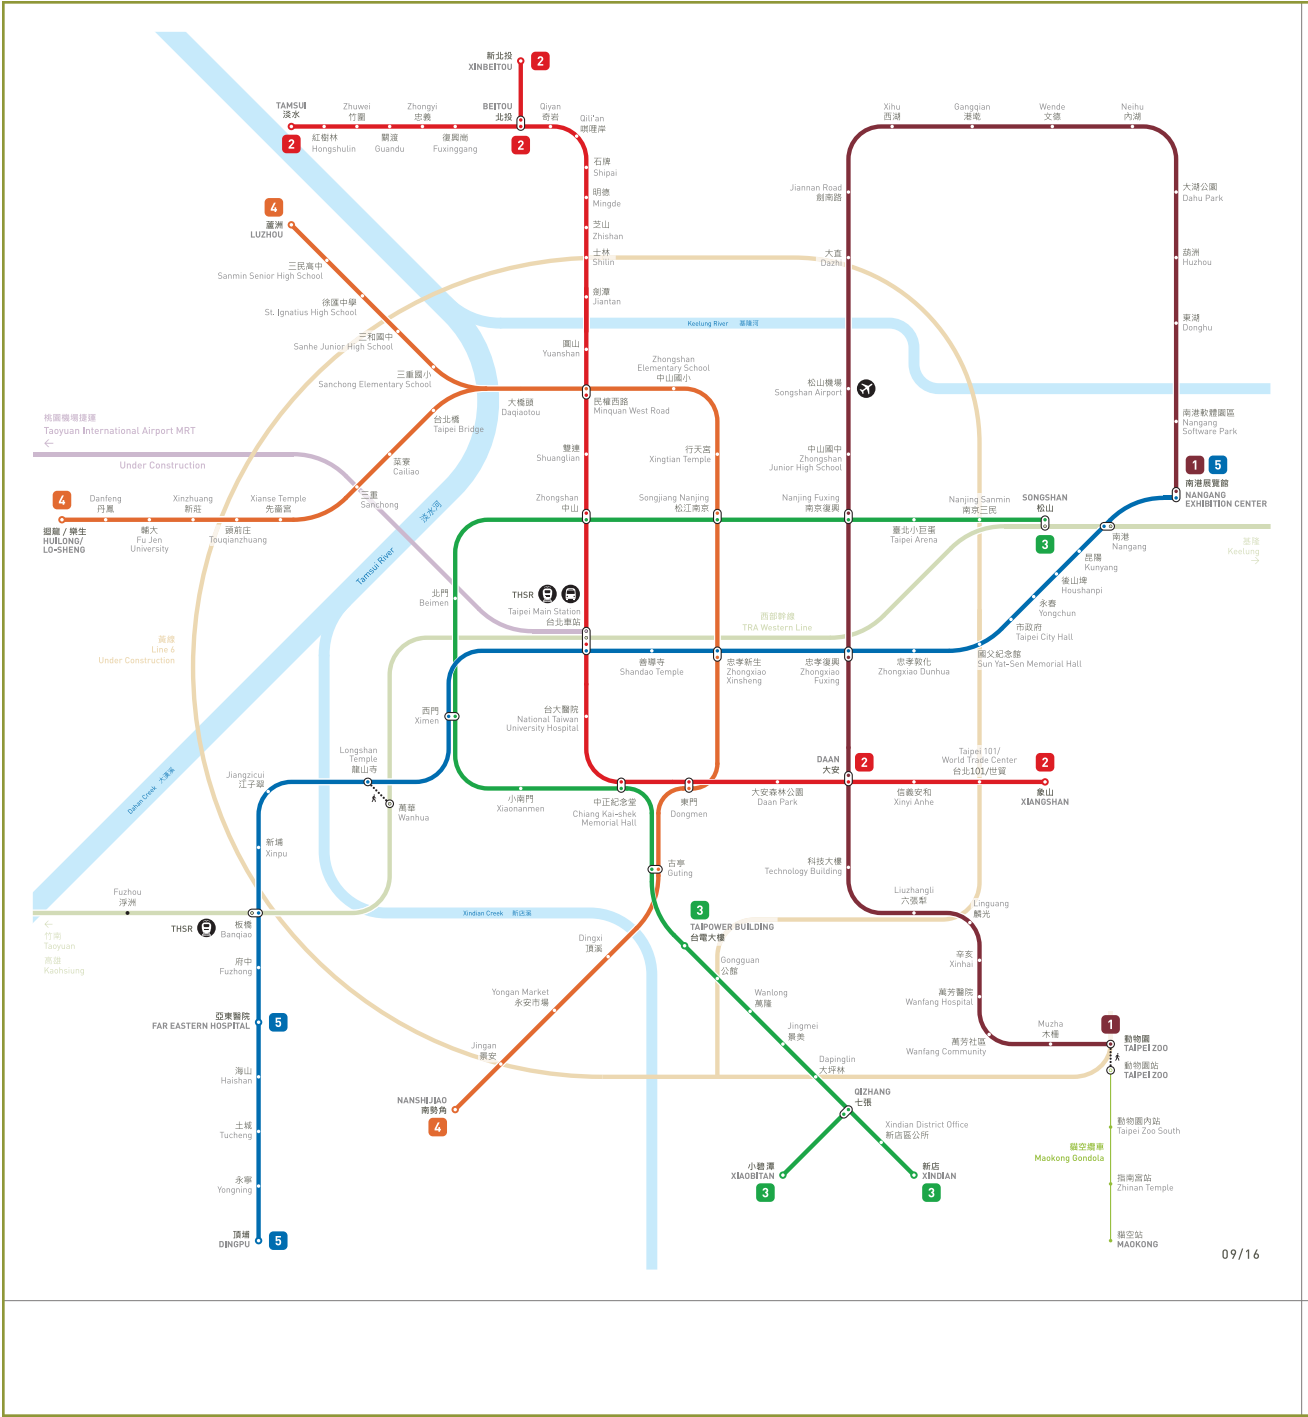 新北投
XINBEITOU
2
TAMSUI
淡水
2
Zhuwei
竹圍
Zhongyi
忠義
BEITOU
北投
2
Qiyan
奇岩
Qili'an
唭哩岸
紅樹林
Hongshulin
關渡
Guandu
復興崗
Fuxinggang
石牌
Shipai
明德
Mingde
芝山
Zhishan
士林
Shilin
劍潭
Jiantan
圓山
Yuanshan
Xihu
西湖
Gangqian
港墘
Wende
文德
Neihu
內湖
Jiannan Road
劍南路
大直
Dazhi
大湖公園
Dahu Park
葫洲
Huzhou
東湖
Donghu
南港軟體園區
Nangang
Software Park
1 5
南港展覽館
NANGANG
EXHIBITION CENTER
4
蘆洲
LUZHOU
三民高中
Sanmin Senior High School
徐匯中學
St. Ignatius High School
三和國中
Sanhe Junior High School
三重國小
Sanchong Elementary School
Keelung River 基隆河
Zhongshan
Elementary School
中山國小
大橋頭
Daqiaotou
民權西路
Minquan West Road
松山機場
Songshan Airport
桃園機場捷運
Taoyuan International Airport MRT
←
Under Construction
台北橋
Taipei Bridge
菜寮
Cailiao
三重
Sanchong
雙連
Shuanglian
行天宮
Xingtian Temple
中山國中
Zhongshan
Junior High School
4
Danfeng
丹鳳
Xinzhuang
新莊
Xianse Temple
先嗇宮
迴龍 / 樂生
HUILONG/
LO-SHENG
輔大
Fu Jen
University
頭前庄
Touqianzhuang
淡水河
Tamsui River
Zhongshan
中山
Songjiang Nanjing
松江南京
Nanjing Fuxing
南京復興
臺北小巨蛋
Taipei Arena
Nanjing Sanmin
南京三民
SONGSHAN
松山
3
南港
Nangang
基隆
Keelung
→
昆陽
Kunyang
後山埤
Houshanpi
永春
Yongchun
市政府
Taipei City Hall
國父紀念館
Sun Yat-Sen Memorial Hall
北門
Beimen
THSR
Taipei Main Station
台北車站
西部幹線
TRA Western Line
環線
Line 6
Under Construction
善導寺
Shandao Temple
忠孝新生
Zhongxiao
Xinsheng
忠孝復興
Zhongxiao
Fuxing
忠孝敦化
Zhongxiao Dunhua
西門
Ximen
台大醫院
National Taiwan
University Hospital
Dahan Creek 大漢溪
Jiangzicui
江子翠
Longshan
Temple
龍山寺
萬華
Wanhua
小南門
Xiaonanmen
中正紀念堂
Chiang Kai-shek
Memorial Hall
東門
Dongmen
大安森林公園
Daan Park
DAAN
大安
2
信義安和
Xinyi Anhe
Taipei 101/
World Trade Center
台北101/世貿
2
象山
XIANGSHAN
新埔
Xinpu
古亭
Guting
科技大樓
Technology Building
Liuzhangli
六張犁
Linguang
麟光
Fuzhou
浮洲
THSR
板橋
Banqiao
←
竹南
Taoyuan
高雄
Kaohsiung
Xindian Creek 新店溪
3
TAIPOWER BUILDING
台電大樓
Dingxi
頂溪
Gongguan
公館
辛亥
Xinhai
府中
Fuzhong
Yongan Market
永安市場
Wanlong
萬隆
萬芳醫院
Wanfang Hospital
亞東醫院
FAR EASTERN HOSPITAL
5
Jingan
景安
Jingmei
景美
萬芳社區
Wanfang Community
Muzha
木柵
1
動物園
TAIPEI ZOO
動物園站
TAIPEI ZOO
海山
Haishan
Dapinglin
大坪林
NANSHIJIAO
南勢角
4
QIZHANG
七張
土城
Tucheng
Xindian District Office
新店區公所
動物園內站
Taipei Zoo South
貓空纜車
Maokong Gondola
永寧
Yongning
小碧潭
XIAOBITAN
3
新店
XINDIAN
3
指南宮站
Zhinan Temple
頂埔
DINGPU
5
貓空站
MAOKONG
09/16